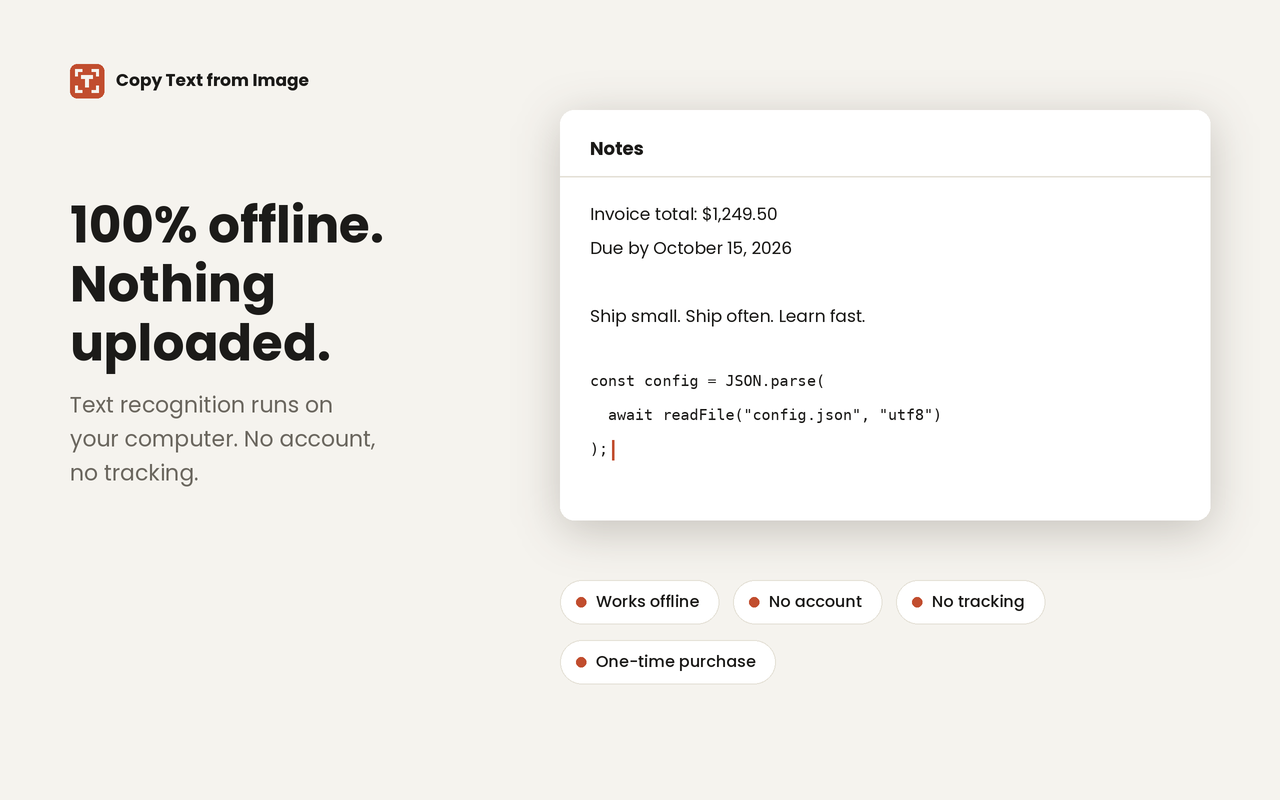 Copy Text from Image
100% offline.
Nothing
uploaded.
Text recognition runs on
your computer. No account,
no tracking.
Notes
Invoice total: $1,249.50
Due by October 15, 2026
Ship small. Ship often. Learn fast.
const config = JSON.parse(
  await readFile("config.json", "utf8")
);
Works offline
No account
No tracking
One-time purchase